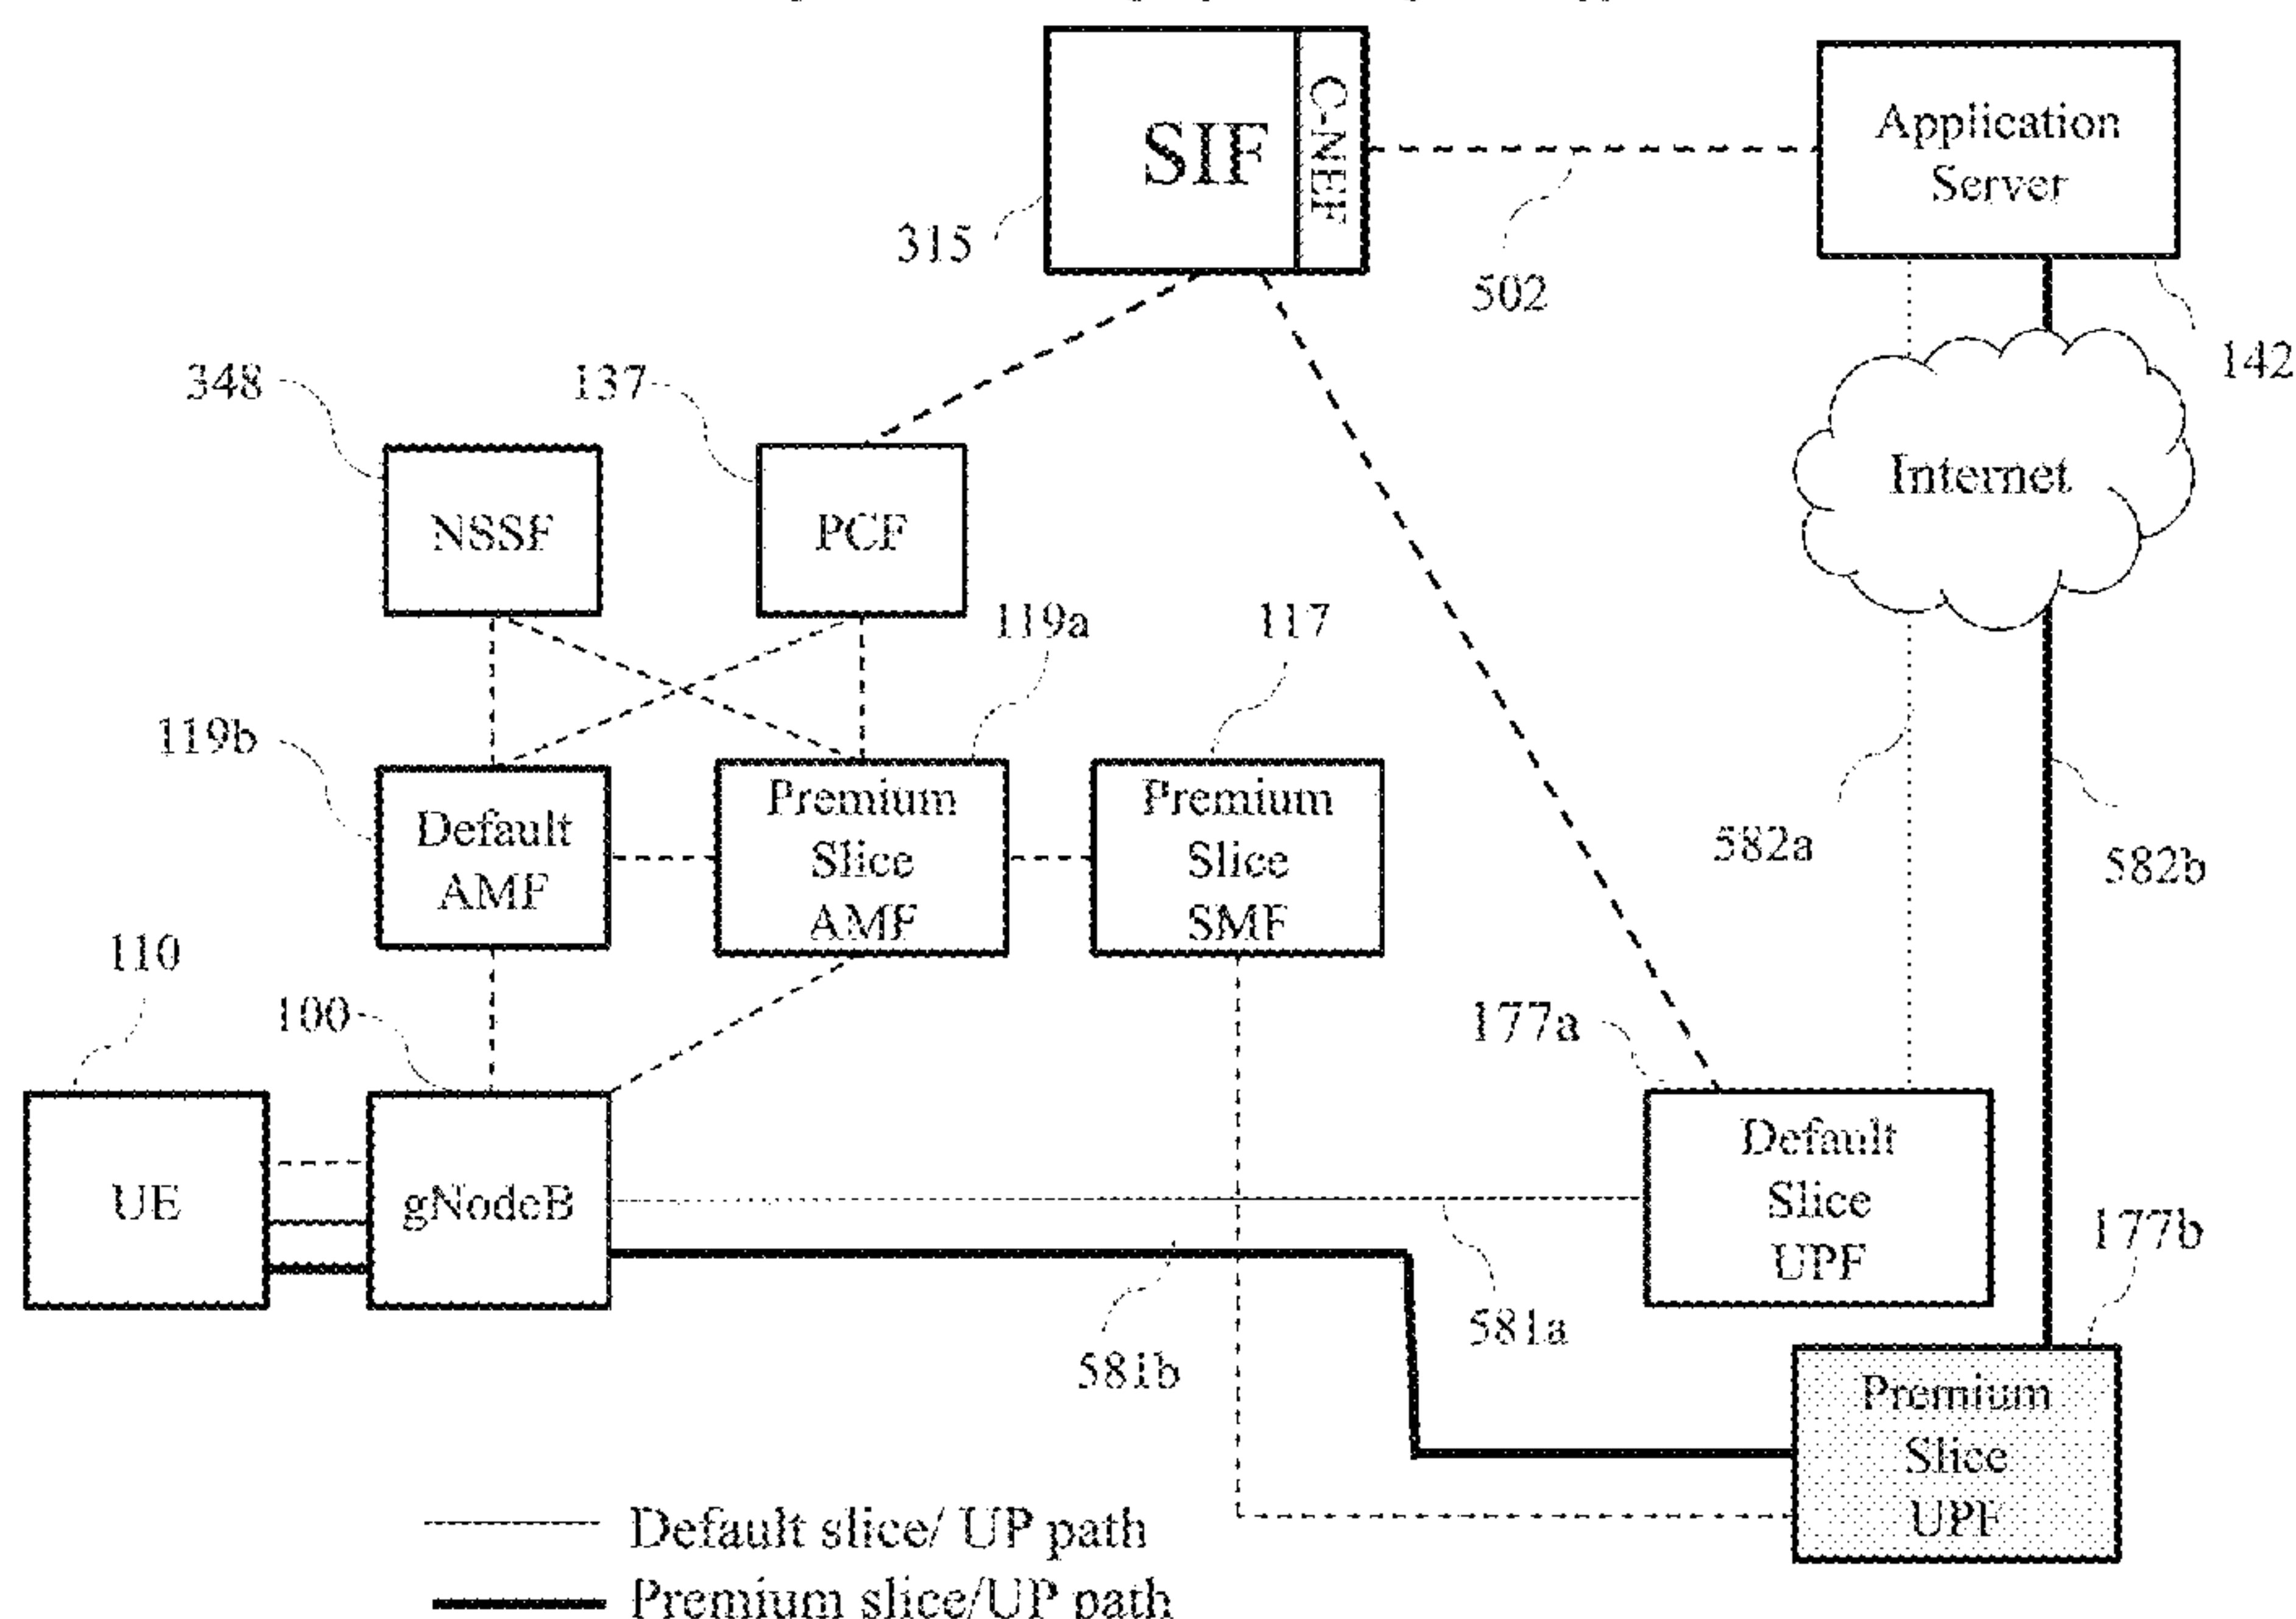 SIF
C-NEF
Application
Server
315
502
142
348
137
Internet
NSSF
PCF
119a
117
119b
Default
AMF
Premium
Slice
AMF
Premium
Slice
SMF
582a
582b
110
100
177a
UE
gNodeB
Default
Slice
UPF
177b
581a
581b
Premium
Slice
UPF
Default slice/ UP path
Premium slice/UP path